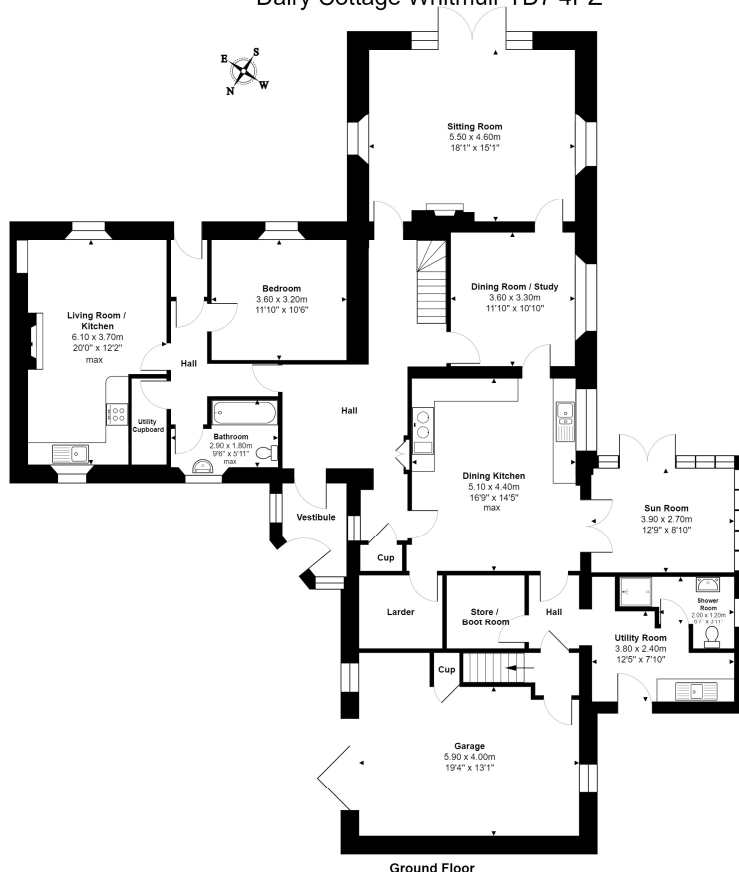 Dairy Cottage Whitmuir TD7 4PZ
E
S
N
W
Sitting Room
5.50 x 4.60m
18'1" x 15'1"
Living Room /
Kitchen
6.10 x 3.70m
20'0" x 12'2"
max
Bedroom
3.60 x 3.20m
11'10" x 10'6"
Dining Room / Study
3.60 x 3.30m
11'10" x 10'10"
Hall
Utility
Cupboard
Bathroom
2.90 x 1.80m
9'6" x 5'11"
max
Hall
Dining Kitchen
5.10 x 4.40m
16'9" x 14'5"
max
Vestibule
Cup
Sun Room
3.90 x 2.70m
12'9" x 8'10"
Larder
Store /
Boot Room
Hall
Shower
Room
2.00 x 1.20m
6'7" x 3'11"
Utility Room
3.80 x 2.40m
12'5" x 7'10"
Cup
Garage
5.90 x 4.00m
19'4" x 13'1"
Ground Floor